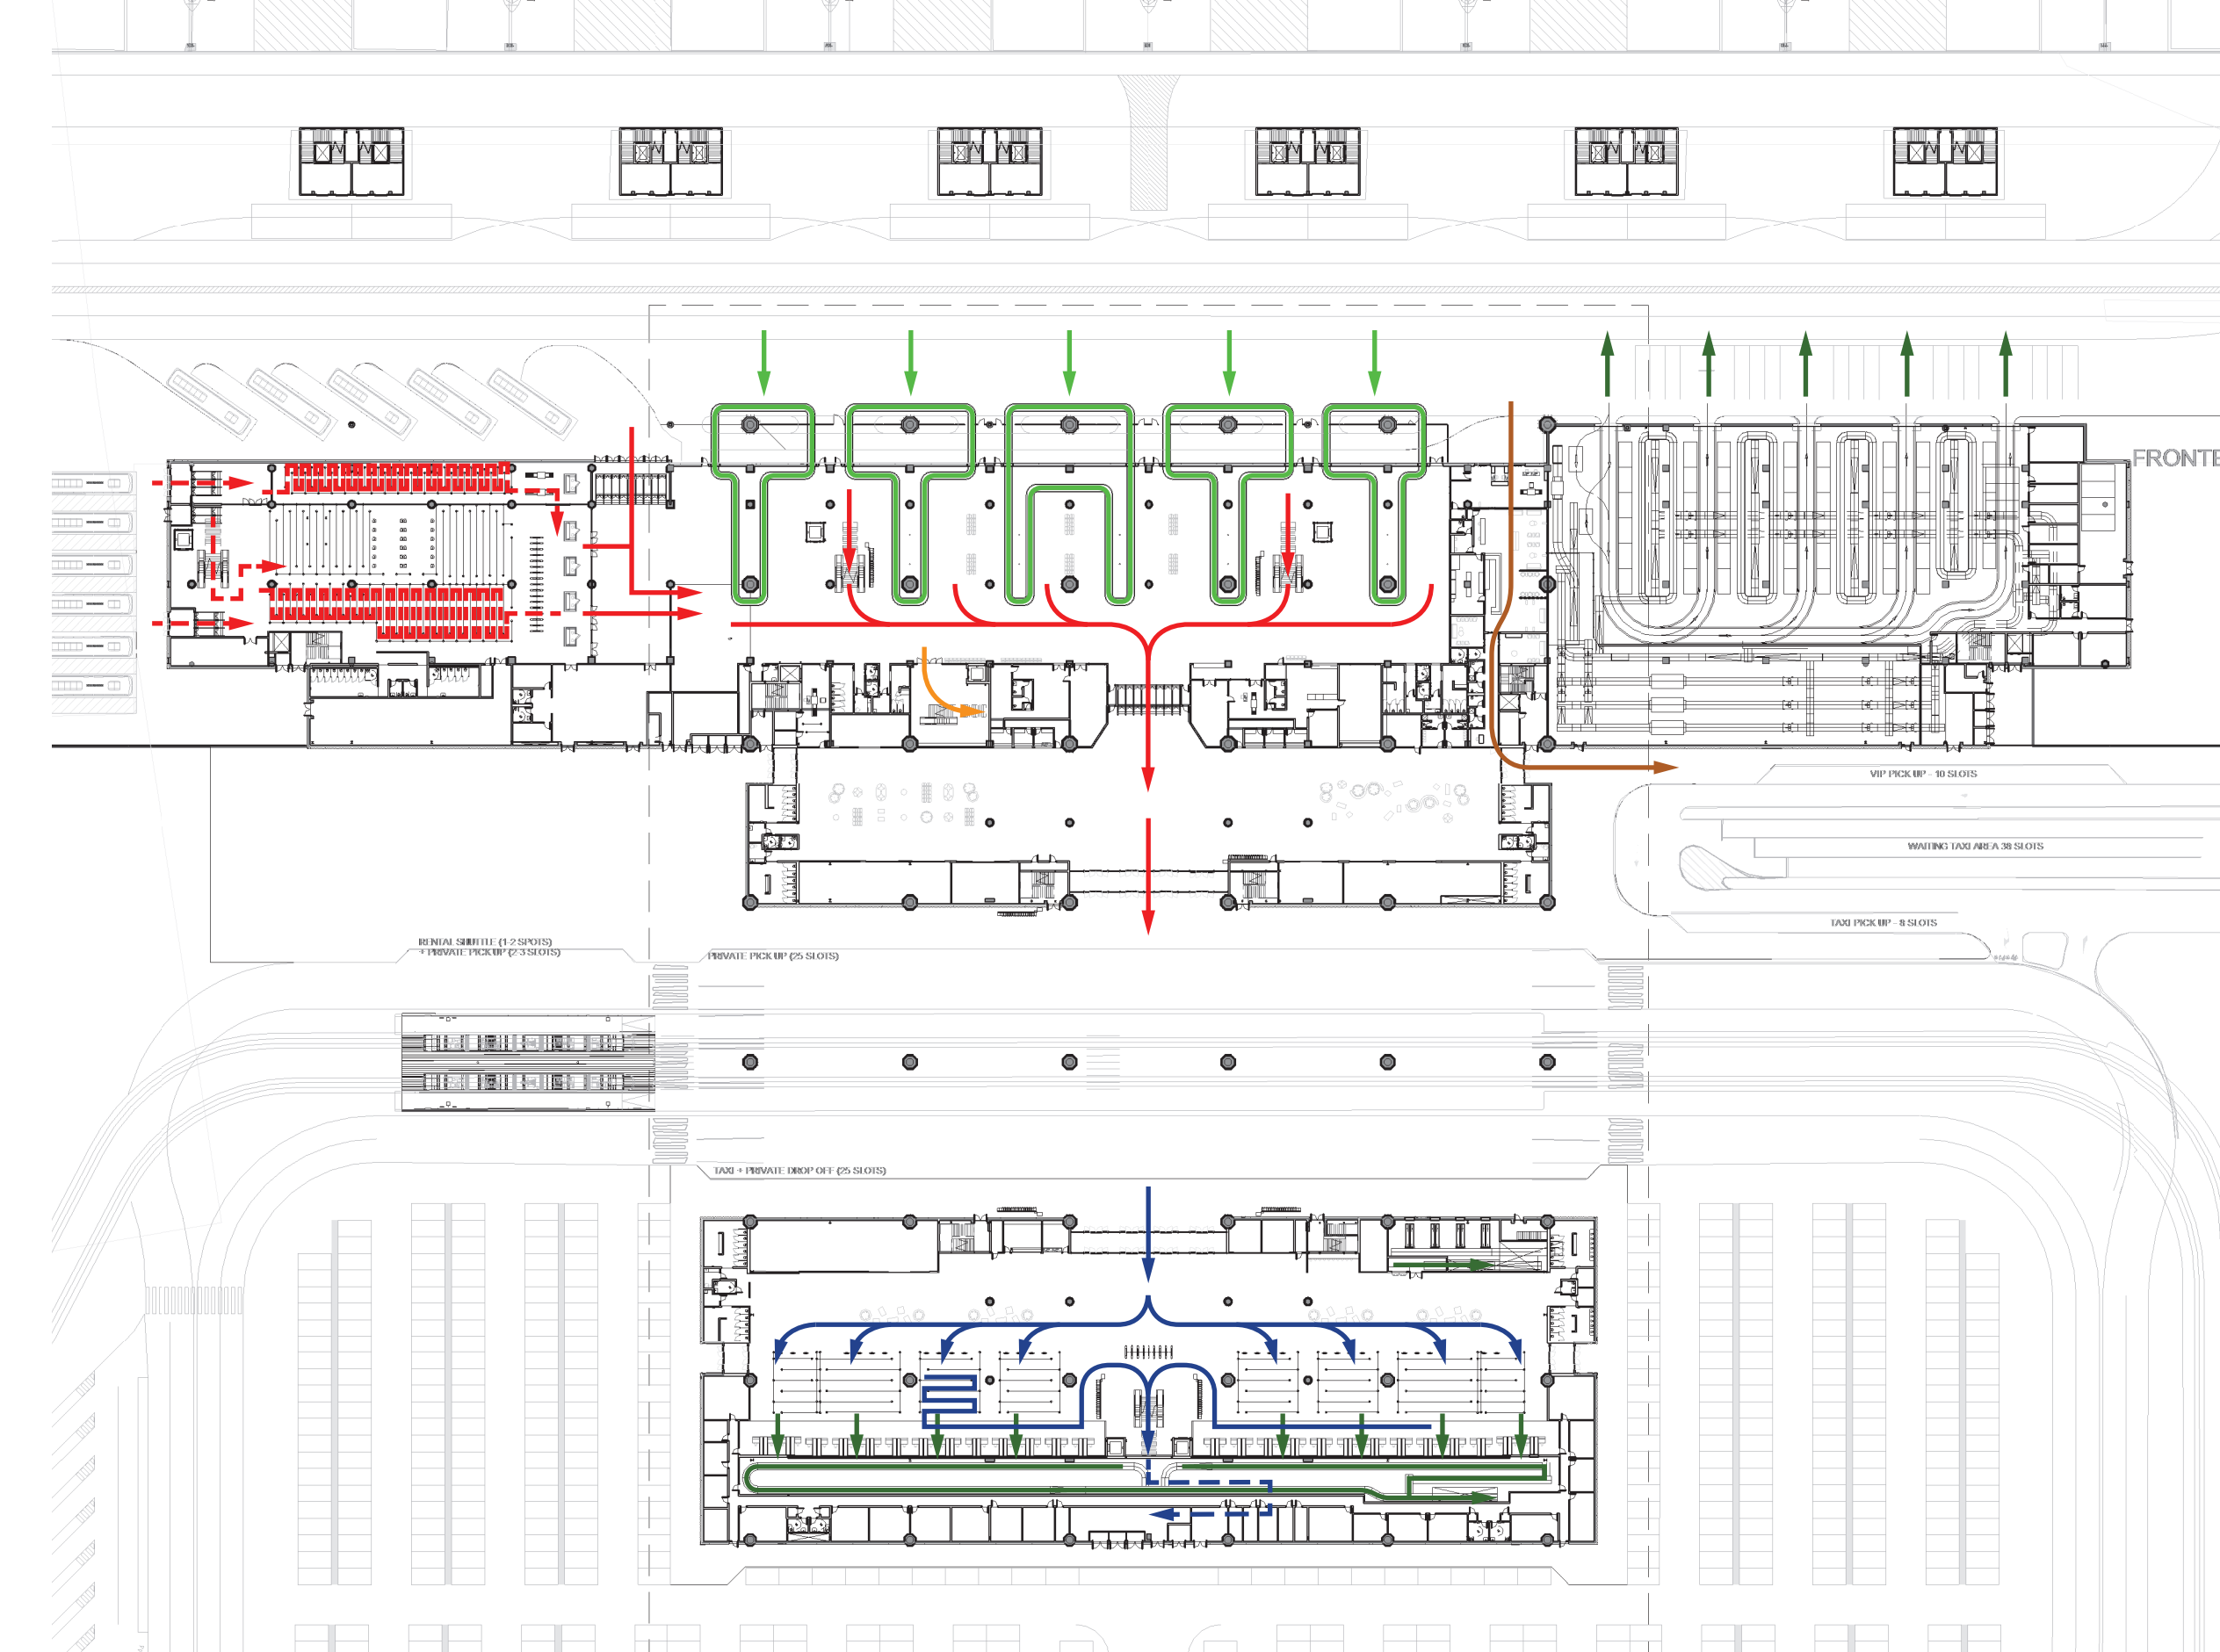 FRONTE
VIP PICK UP - 10 SLOTS
WAITING TAXI AREA 38 SLOTS
TAXI PICK UP - 8 SLOTS
RENTAL SHUTTLE (1-2 SPOTS)
+ PRIVATE PICK UP (2-3 SLOTS)
PRIVATE PICK UP (25 SLOTS)
TAXI + PRIVATE DROP OFF (25 SLOTS)